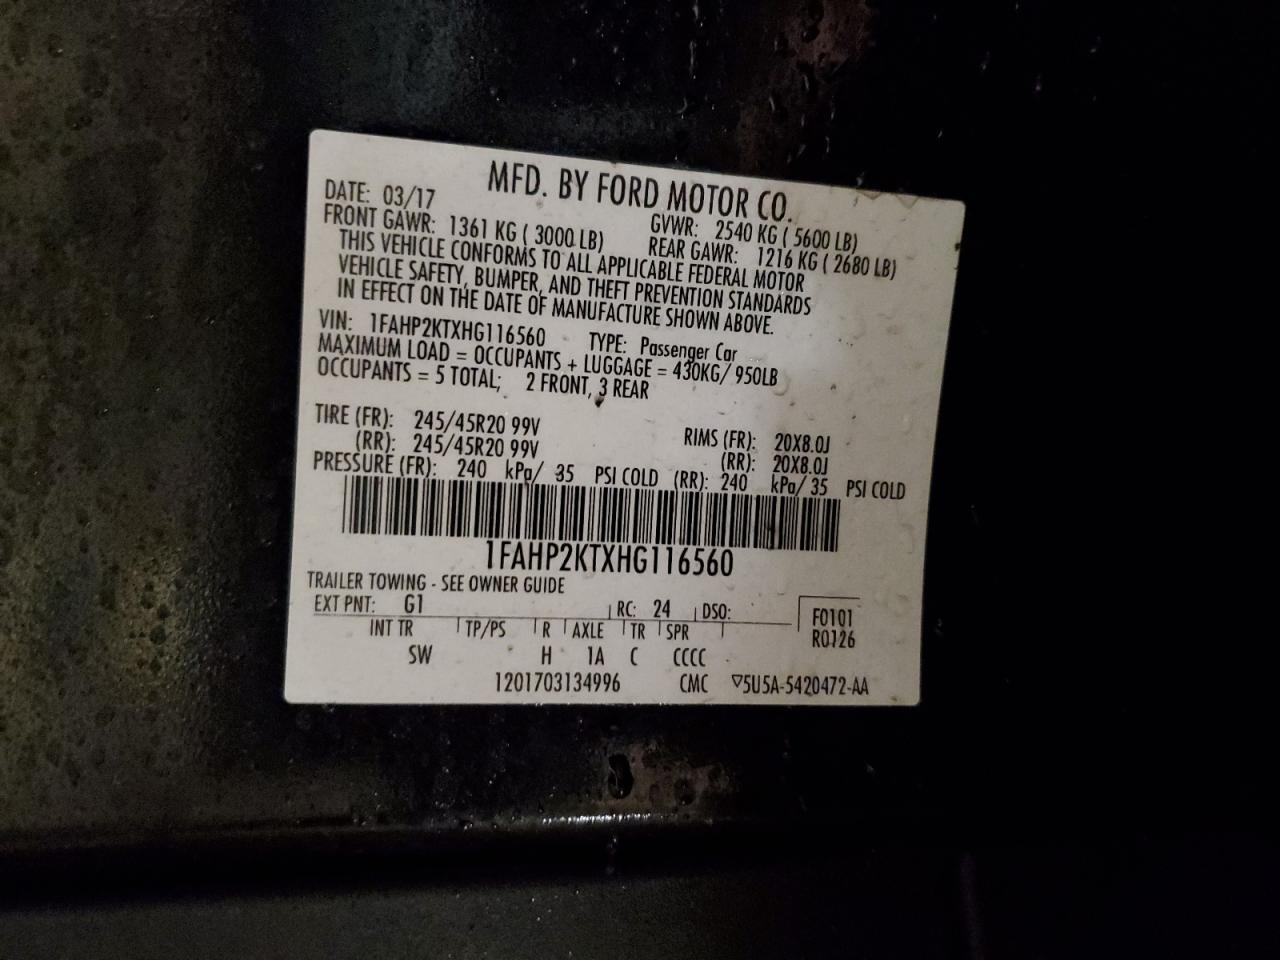 MFD. BY FORD MOTOR CO.
DATE: 03/17 GVWR: 2540 KG ( 5600 LB)
FRONT GAWR: 1361 KG ( 3000 LB) REAR GAWR: 1216 KG ( 2680 LB)
THIS VEHICLE CONFORMS TO ALL APPLICABLE FEDERAL MOTOR
VEHICLE SAFETY, BUMPER, AND THEFT PREVENTION STANDARDS
IN EFFECT ON THE DATE OF MANUFACTURE SHOWN ABOVE.
VIN: 1FAHP2KTXHG116560 TYPE: Passenger Car
MAXIMUM LOAD = OCCUPANTS + LUGGAGE = 430KG/ 950LB
OCCUPANTS = 5 TOTAL; 2 FRONT, 3 REAR
TIRE (FR): 245/45R20 99V RIMS (FR): 20X8.0J
(RR): 245/45R20 99V (RR): 20X8.0J
PRESSURE (FR): 240 kPa/ 35 PSI COLD (RR): 240 kPa/ 35 PSI COLD
1FAHP2KTXHG116560
TRAILER TOWING - SEE OWNER GUIDE
EXT PNT: G1 RC: 24 DSO: F0101
INT TR TP/PS R AXLE TR SPR R0126
SW H 1A C CCCC
1201703134996 CMC ▽5U5A-5420472-AA